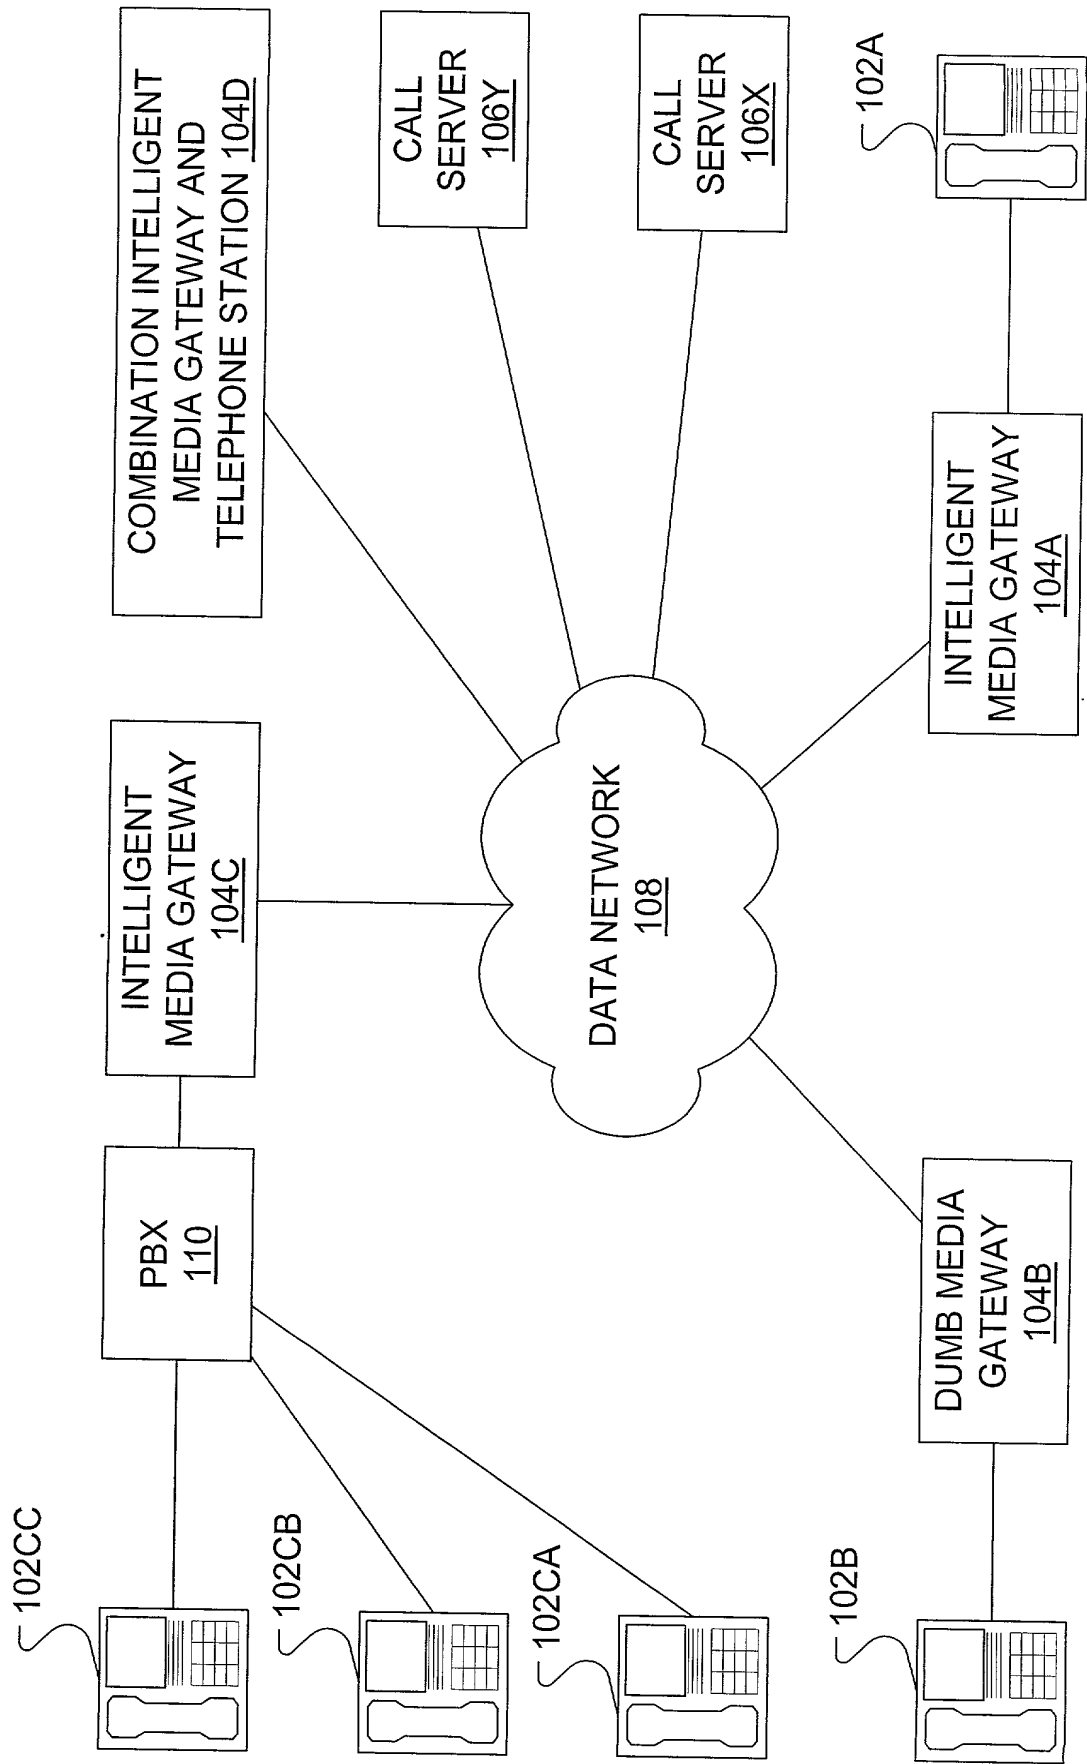 102CC
102CB
102CA
102B
PBX
110
INTELLIGENT
MEDIA GATEWAY
104C
COMBINATION INTELLIGENT
MEDIA GATEWAY AND
TELEPHONE STATION 104D
CALL
SERVER
106Y
CALL
SERVER
106X
DATA NETWORK
108
DUMB MEDIA
GATEWAY
104B
INTELLIGENT
MEDIA GATEWAY
104A
102A